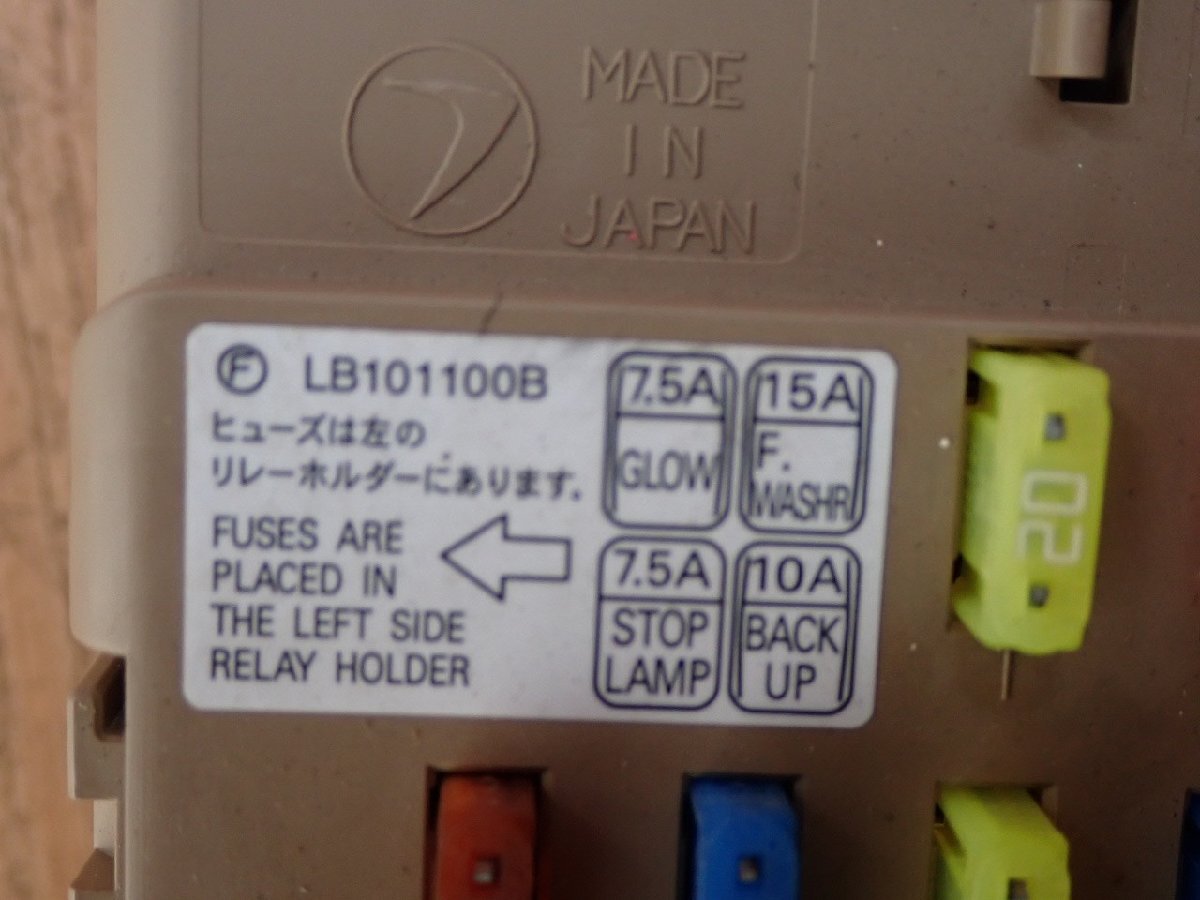 MADE
IN
JAPAN
Ⓕ LB101100B
ヒューズは左の
リレーホルダーにあります。
FUSES ARE
PLACED IN
THE LEFT SIDE
RELAY HOLDER
7.5A
GLOW
15A
F.
WASHR
7.5A
STOP
LAMP
10A
BACK
UP
20